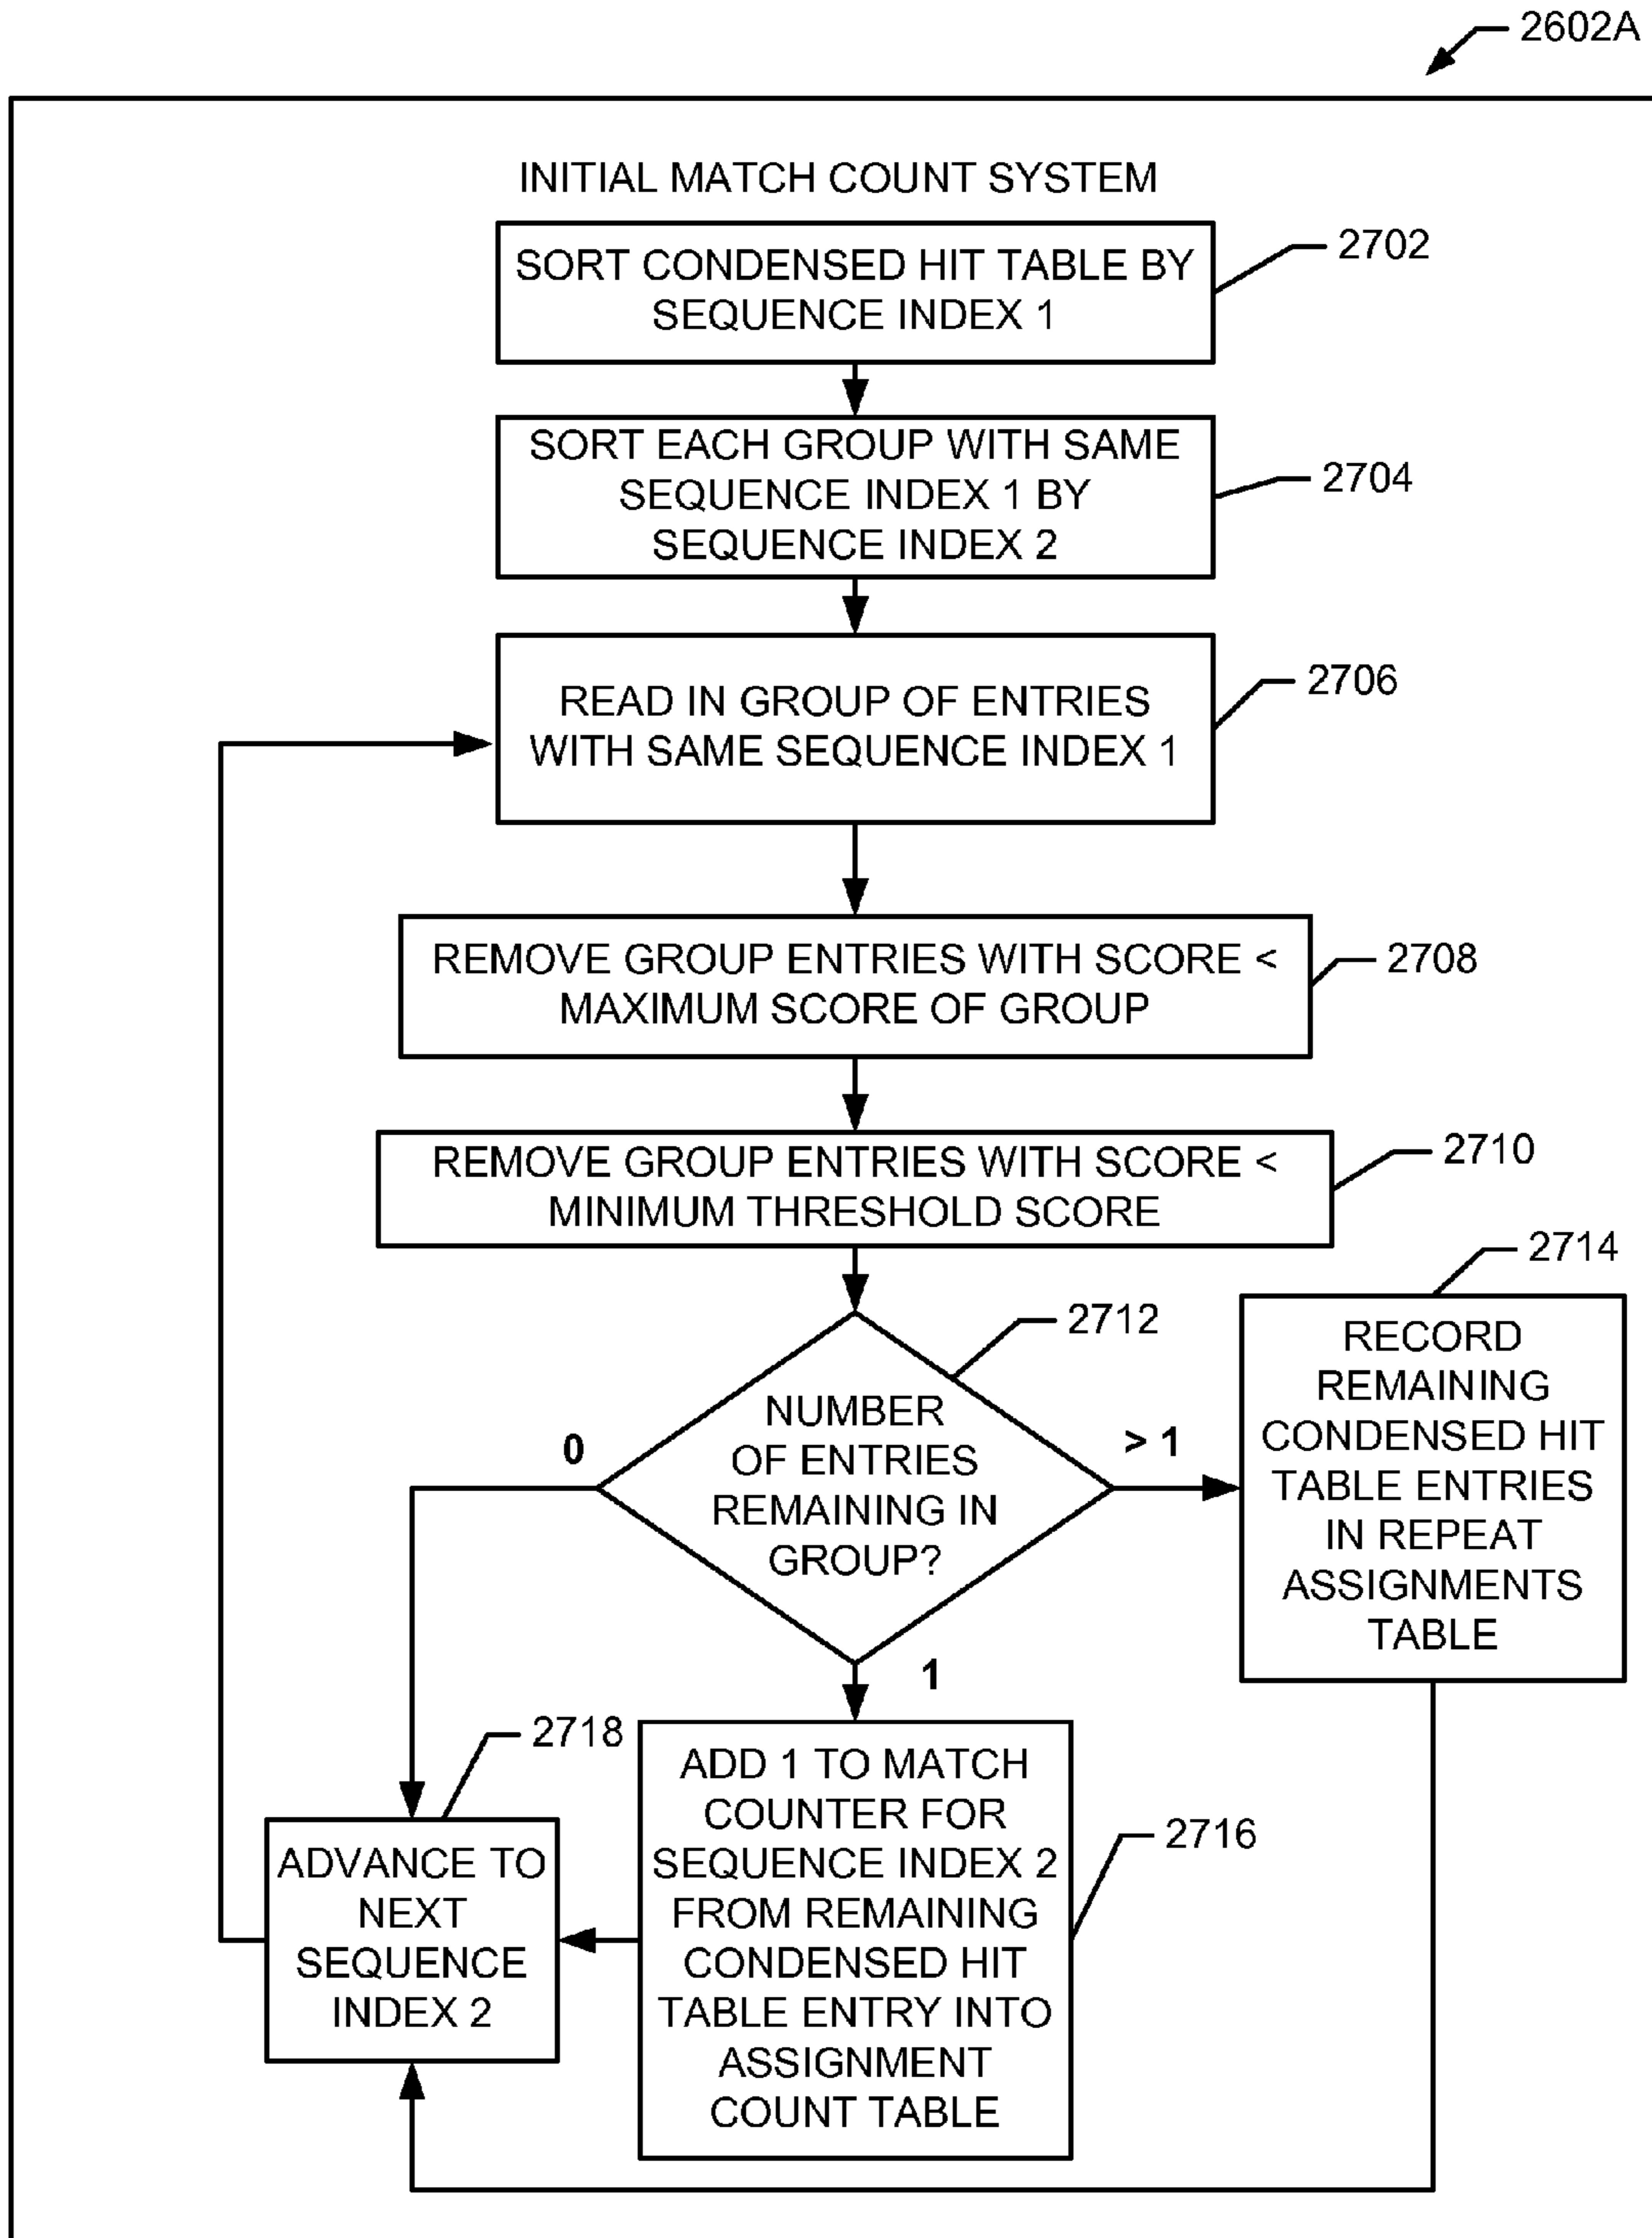 2602A
INITIAL MATCH COUNT SYSTEM
SORT CONDENSED HIT TABLE BY
SEQUENCE INDEX 1
2702
SORT EACH GROUP WITH SAME
SEQUENCE INDEX 1 BY
SEQUENCE INDEX 2
2704
READ IN GROUP OF ENTRIES
WITH SAME SEQUENCE INDEX 1
2706
REMOVE GROUP ENTRIES WITH SCORE <
MAXIMUM SCORE OF GROUP
2708
REMOVE GROUP ENTRIES WITH SCORE <
MINIMUM THRESHOLD SCORE
2710
2712
NUMBER
OF ENTRIES
REMAINING IN
GROUP?
0
> 1
1
2714
RECORD
REMAINING
CONDENSED HIT
TABLE ENTRIES
IN REPEAT
ASSIGNMENTS
TABLE
2718
ADVANCE TO
NEXT
SEQUENCE
INDEX 2
ADD 1 TO MATCH
COUNTER FOR
SEQUENCE INDEX 2
FROM REMAINING
CONDENSED HIT
TABLE ENTRY INTO
ASSIGNMENT
COUNT TABLE
2716